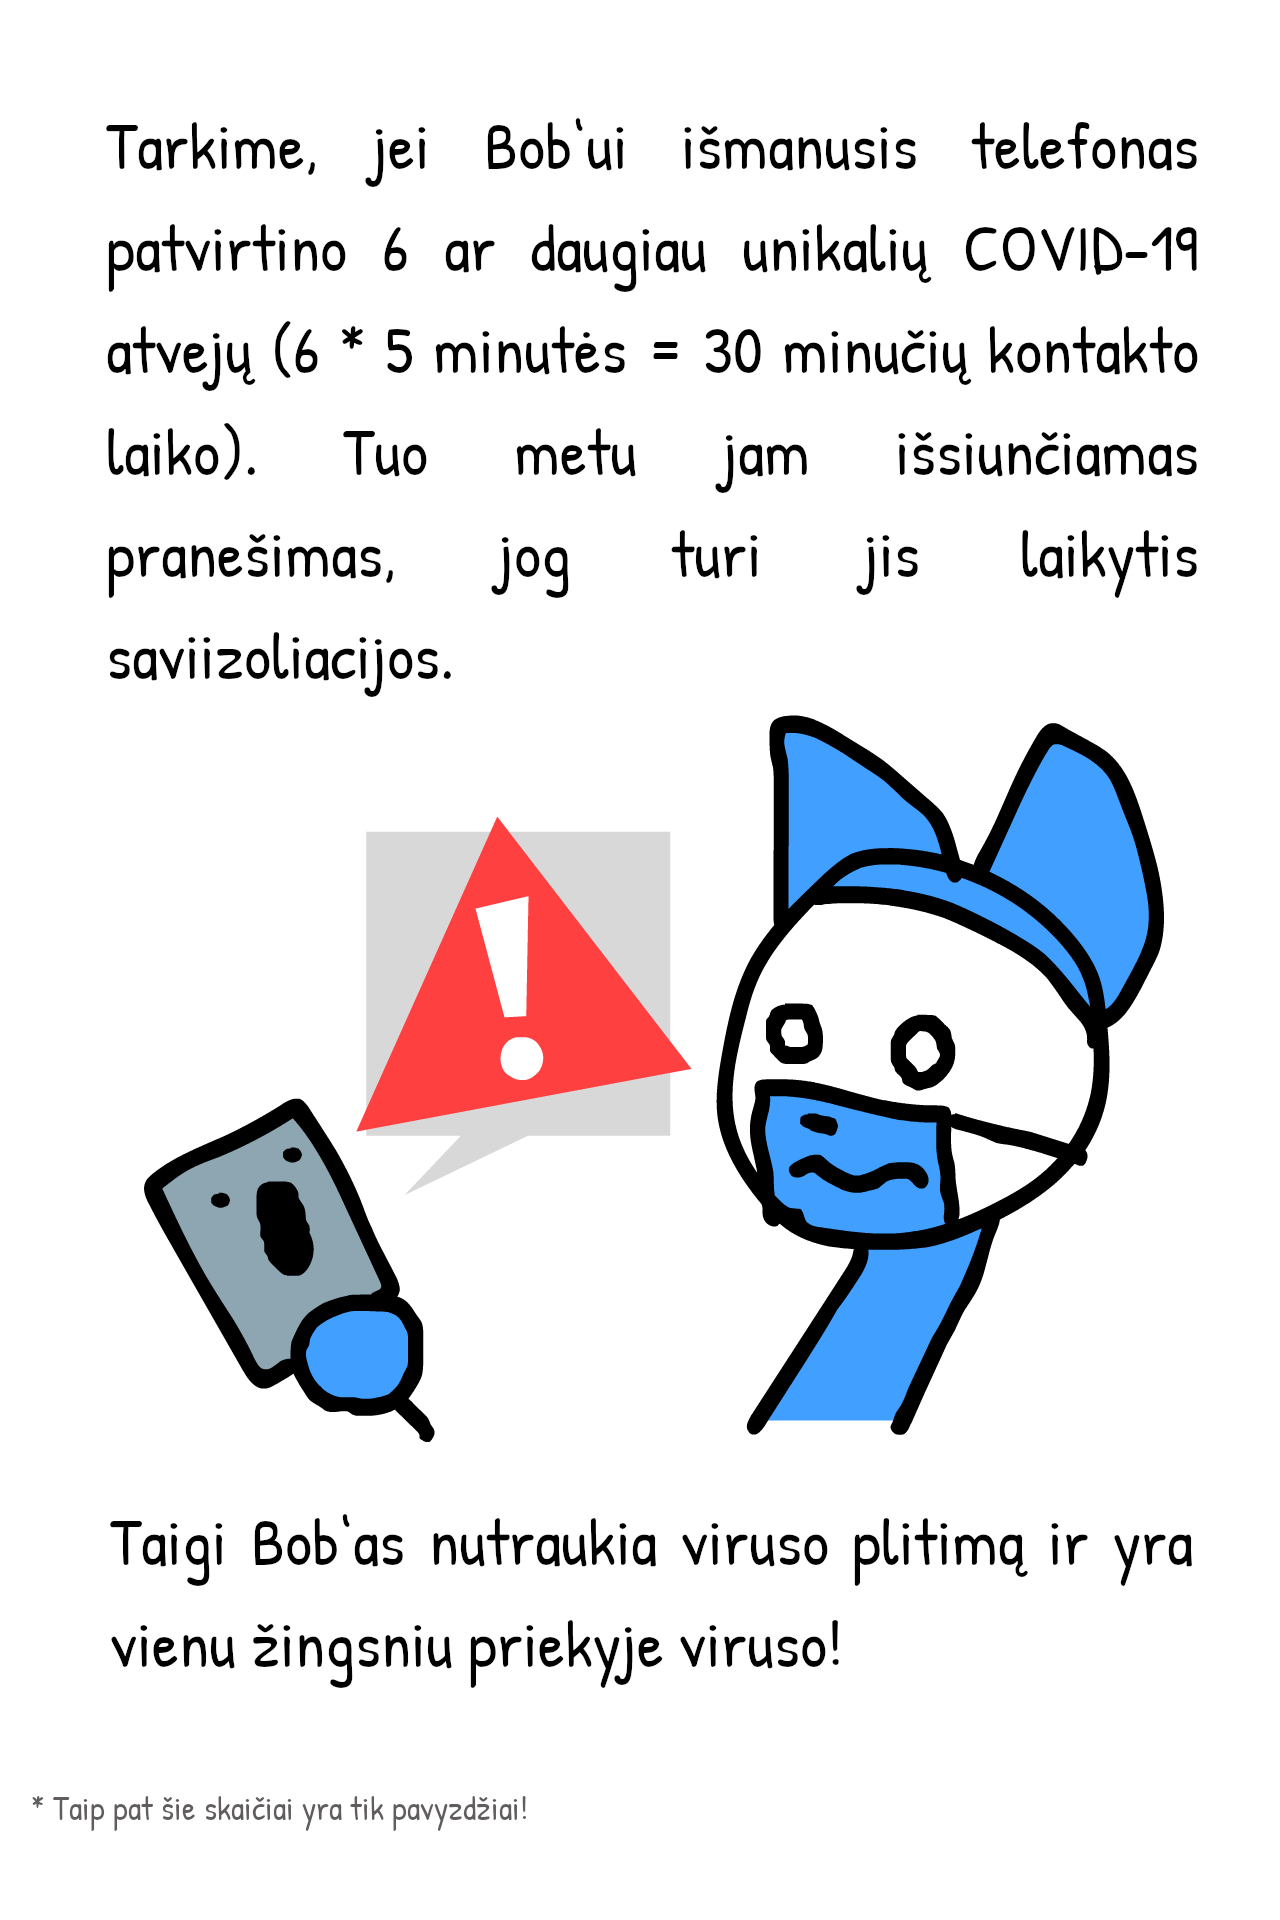 Tarkime, jei Bob‘ui išmanusis telefonas
patvirtino 6 ar daugiau unikalių COVID-19
atvejų (6 * 5 minutės = 30 minučių kontakto
laiko). Tuo metu jam išsiunčiamas
pranešimas, jog turi jis laikytis
saviizoliacijos.
!
Taigi Bob‘as nutraukia viruso plitimą ir yra
vienu žingsniu priekyje viruso!
* Taip pat šie skaičiai yra tik pavyzdžiai!